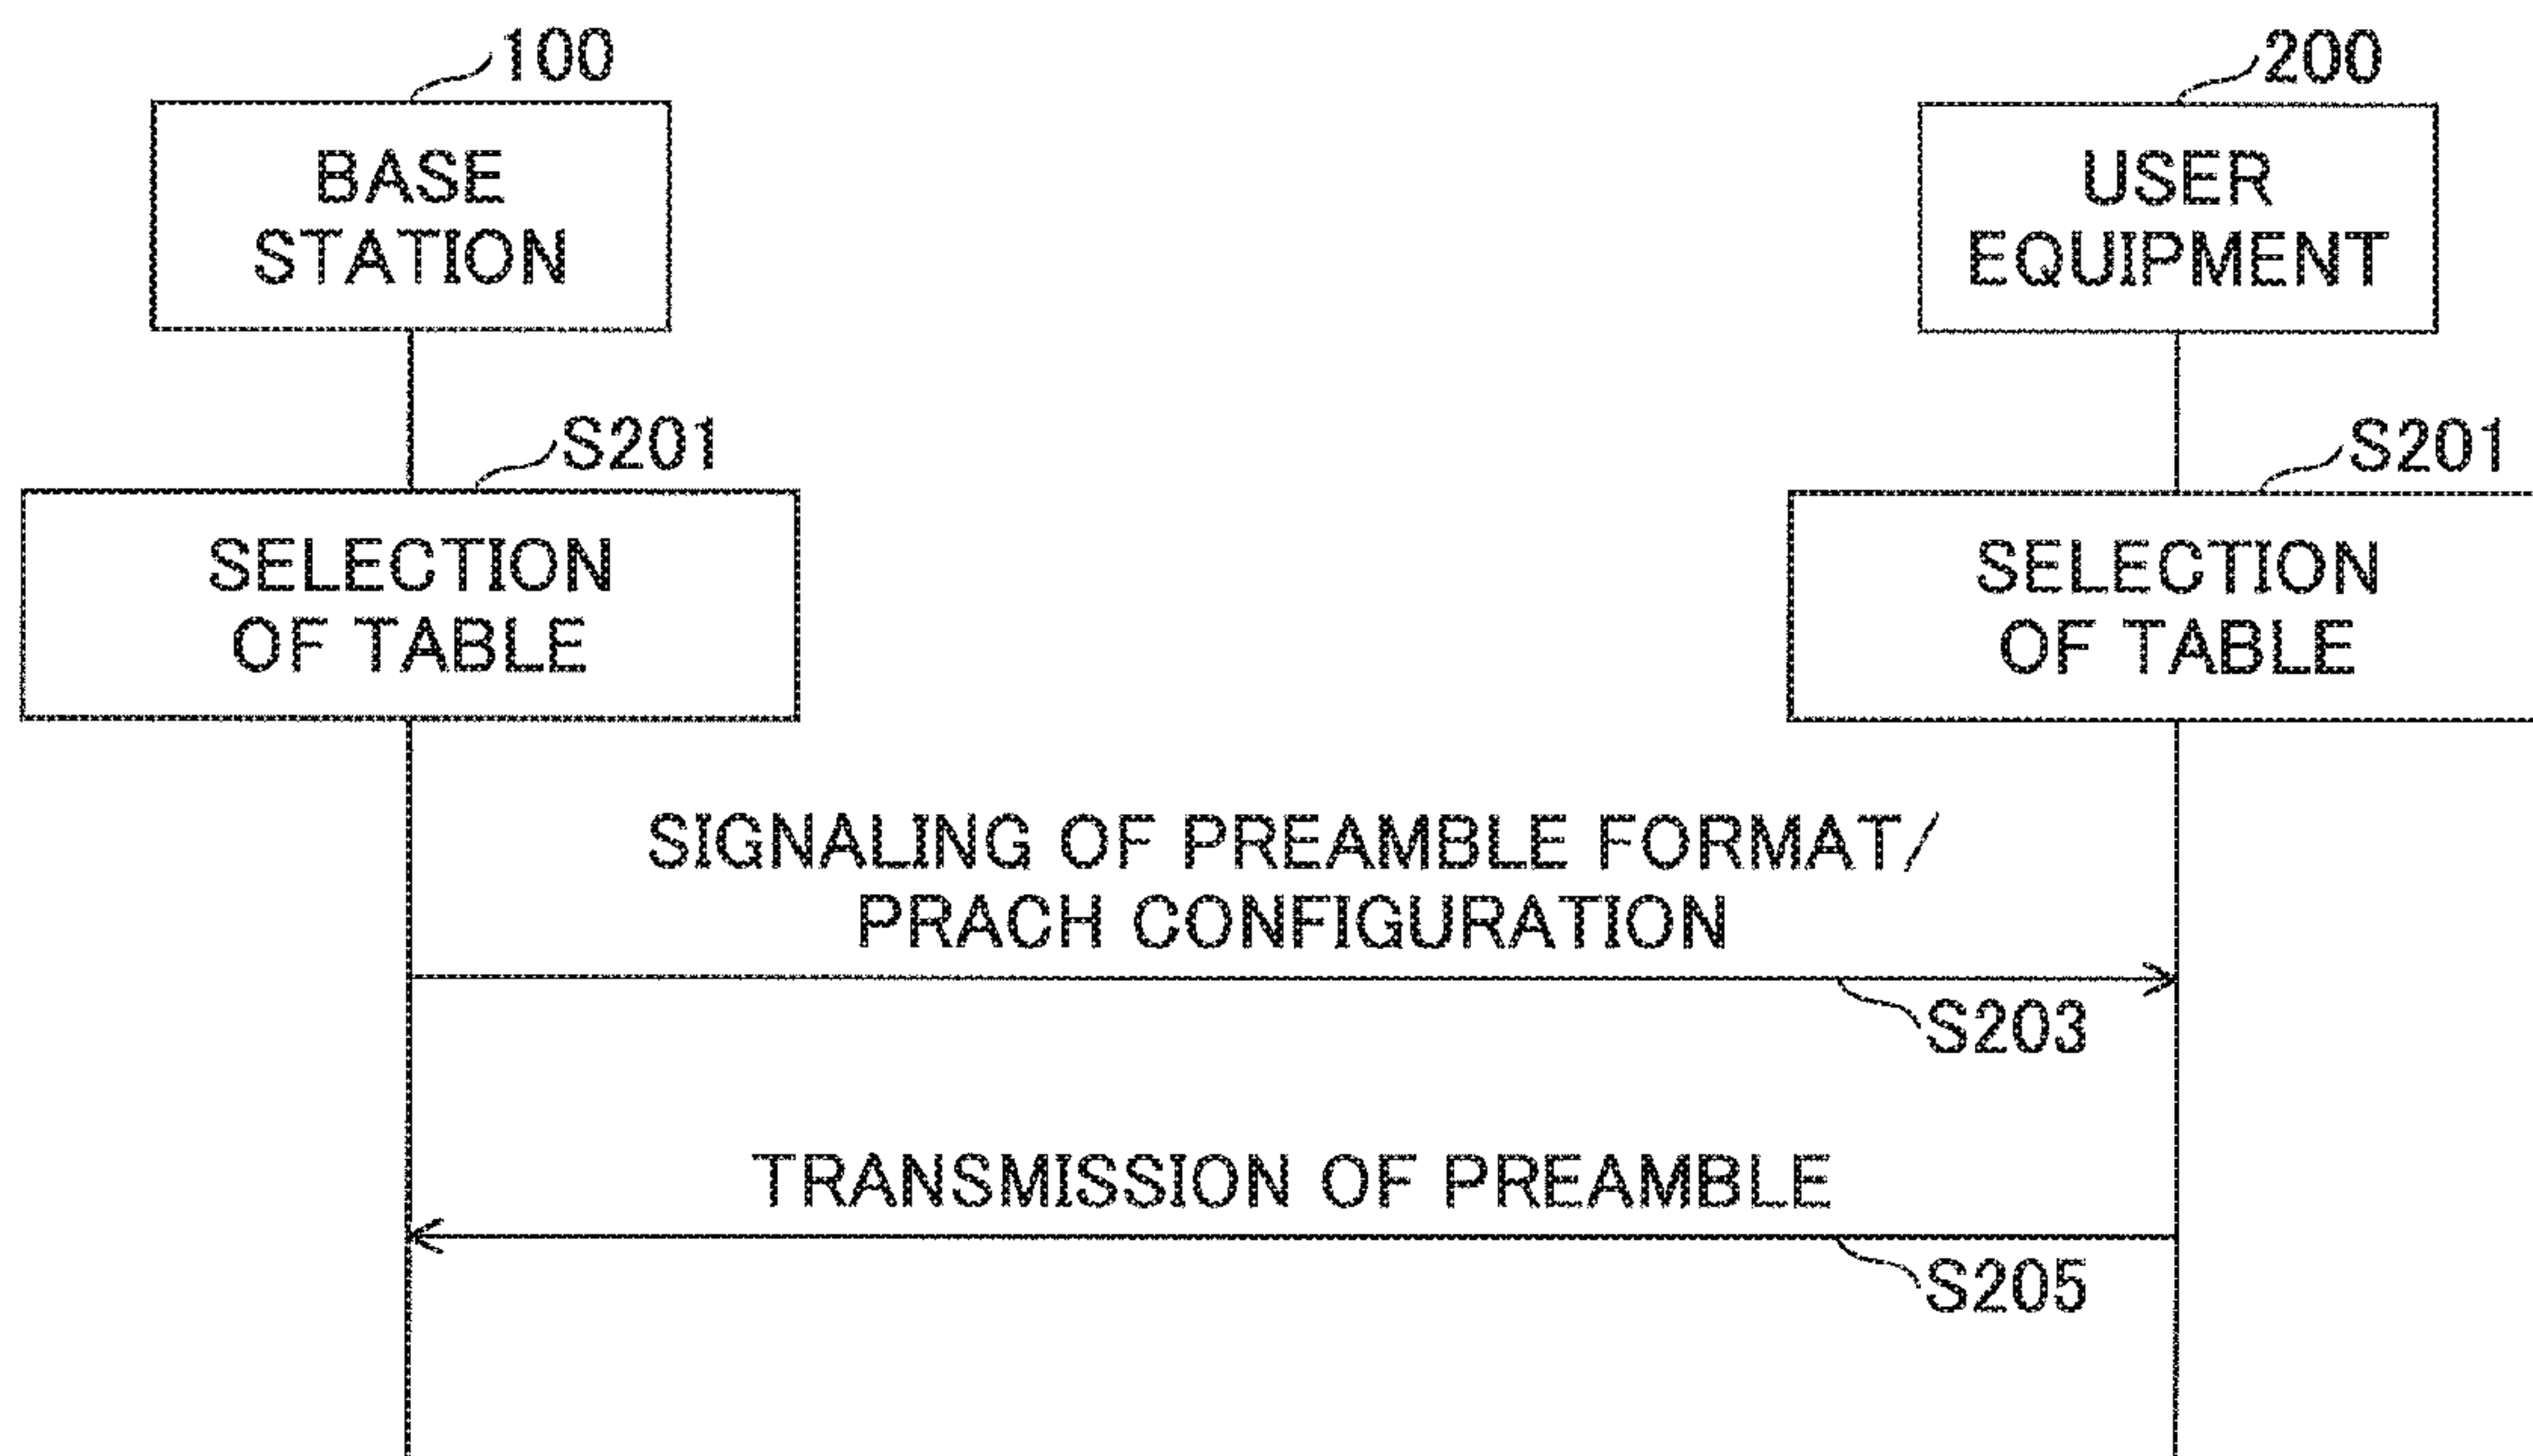 100
BASE
STATION
200
USER
EQUIPMENT
S201
SELECTION
OF TABLE
S201
SELECTION
OF TABLE
SIGNALING OF PREAMBLE FORMAT/
PRACH CONFIGURATION
S203
TRANSMISSION OF PREAMBLE
S205